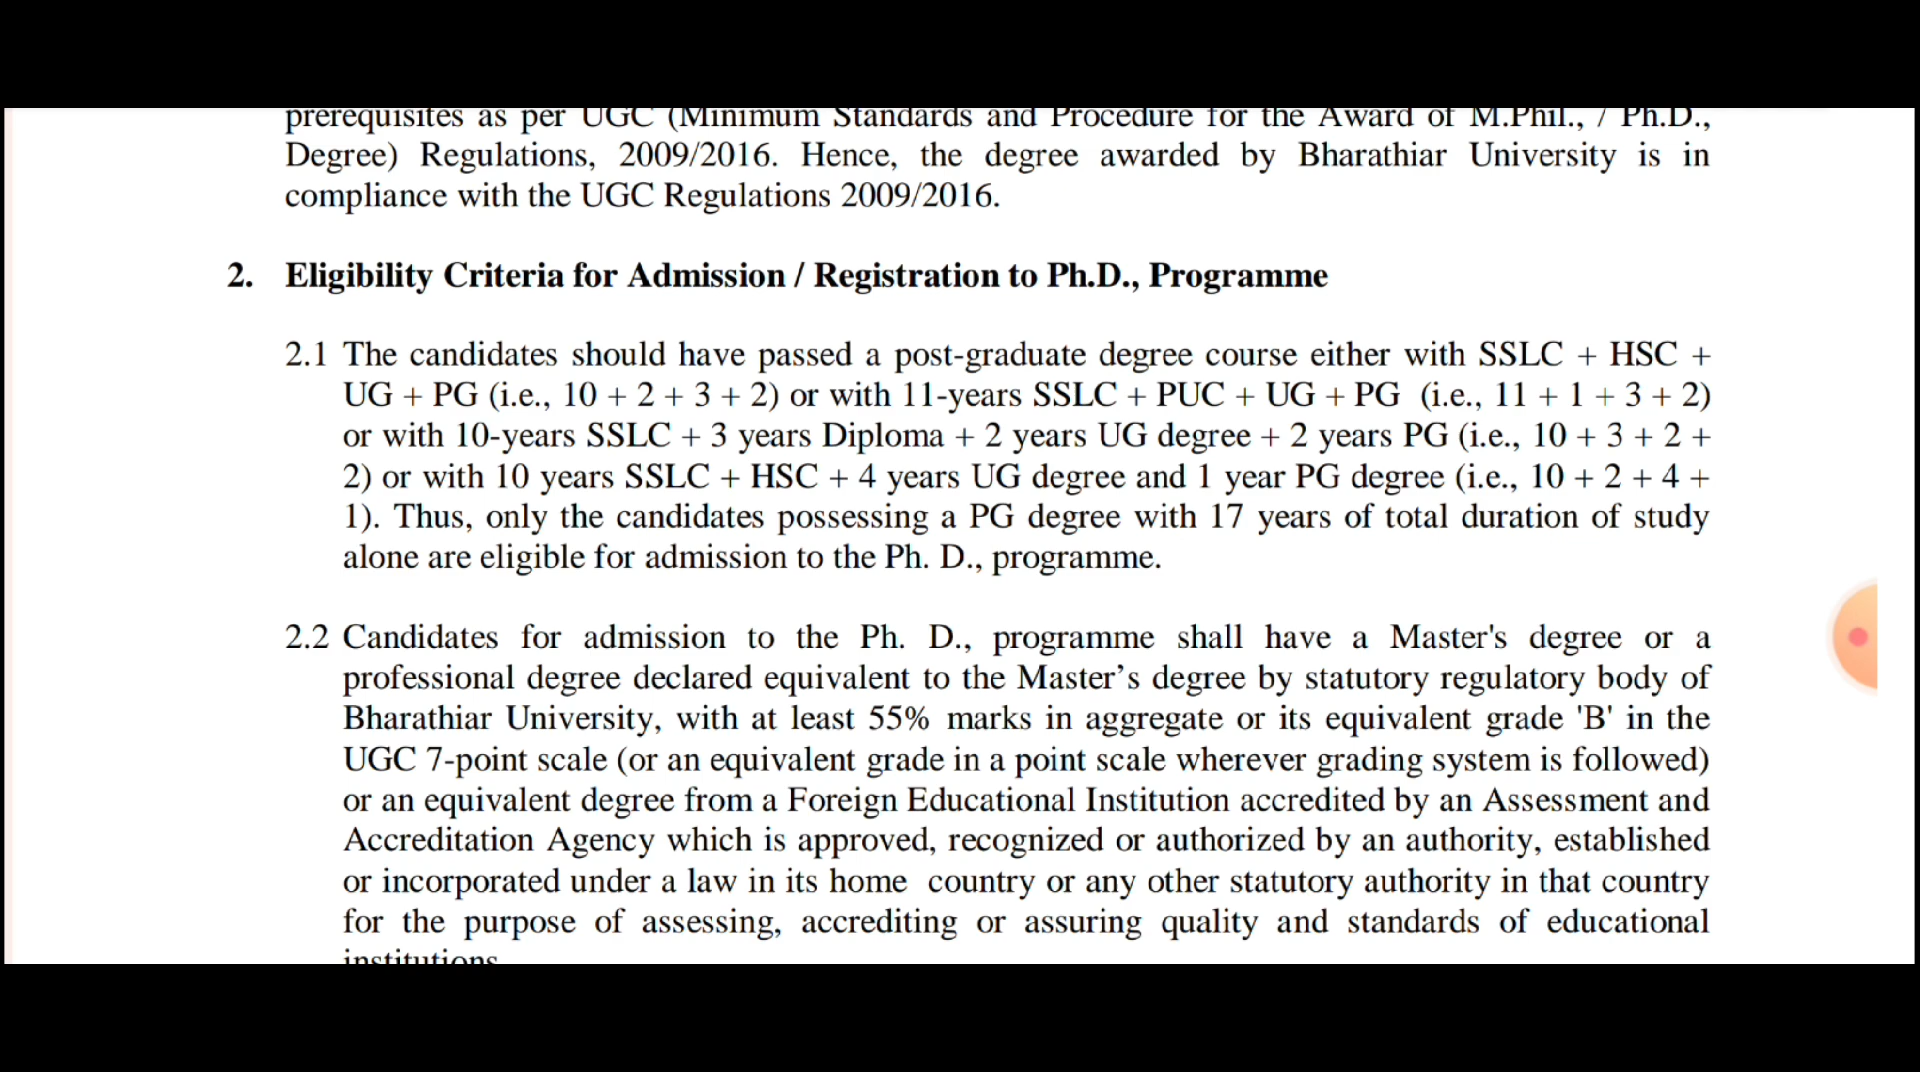 prerequisites as per UGC (Minimum Standards and Procedure for the Award of M.Phil., / Ph.D.,
Degree) Regulations, 2009/2016. Hence, the degree awarded by Bharathiar University is in
compliance with the UGC Regulations 2009/2016.
2. Eligibility Criteria for Admission / Registration to Ph.D., Programme
2.1 The candidates should have passed a post-graduate degree course either with SSLC + HSC +
UG + PG (i.e., 10 + 2 + 3 + 2) or with 11-years SSLC + PUC + UG + PG (i.e., 11 + 1 + 3 + 2)
or with 10-years SSLC + 3 years Diploma + 2 years UG degree + 2 years PG (i.e., 10 + 3 + 2 +
2) or with 10 years SSLC + HSC + 4 years UG degree and 1 year PG degree (i.e., 10 + 2 + 4 +
1). Thus, only the candidates possessing a PG degree with 17 years of total duration of study
alone are eligible for admission to the Ph. D., programme.
2.2 Candidates for admission to the Ph. D., programme shall have a Master's degree or a
professional degree declared equivalent to the Master’s degree by statutory regulatory body of
Bharathiar University, with at least 55% marks in aggregate or its equivalent grade 'B' in the
UGC 7-point scale (or an equivalent grade in a point scale wherever grading system is followed)
or an equivalent degree from a Foreign Educational Institution accredited by an Assessment and
Accreditation Agency which is approved, recognized or authorized by an authority, established
or incorporated under a law in its home country or any other statutory authority in that country
for the purpose of assessing, accrediting or assuring quality and standards of educational
institutions